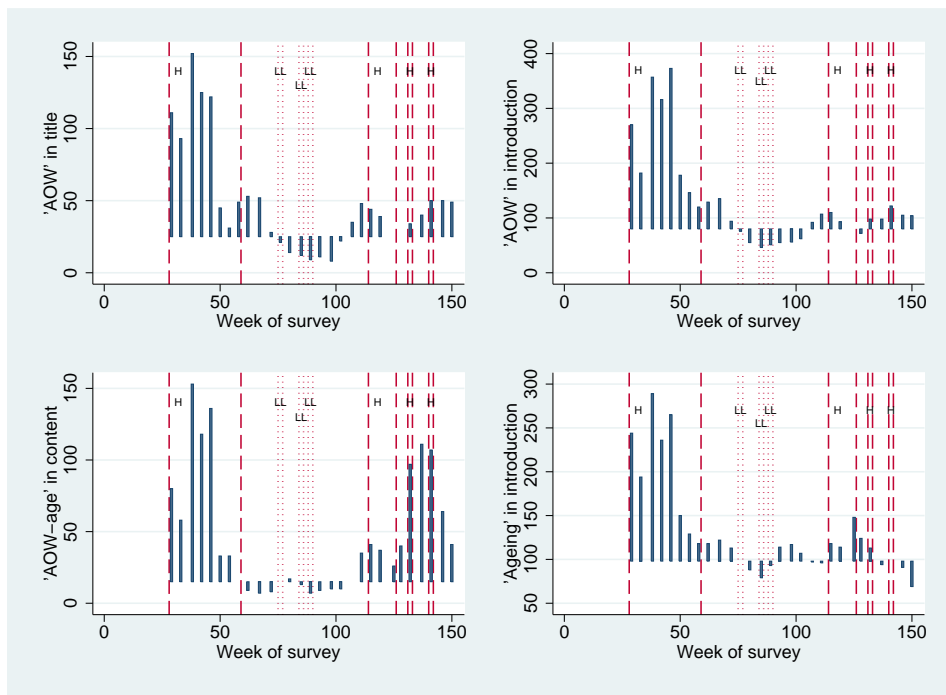 'AOW' in title
150
100
50
0
H LL LL H H H
LL
0 50 100 150
Week of survey
'AOW' in introduction
400
300
200
100
0
H LL LL H H H
LL
0 50 100 150
Week of survey
'AOW−age' in content
150
100
50
0
H LL LL H H H
LL
0 50 100 150
Week of survey
'Ageing' in introduction
300
250
200
150
100
50
H LL LL H H H
LL
0 50 100 150
Week of survey